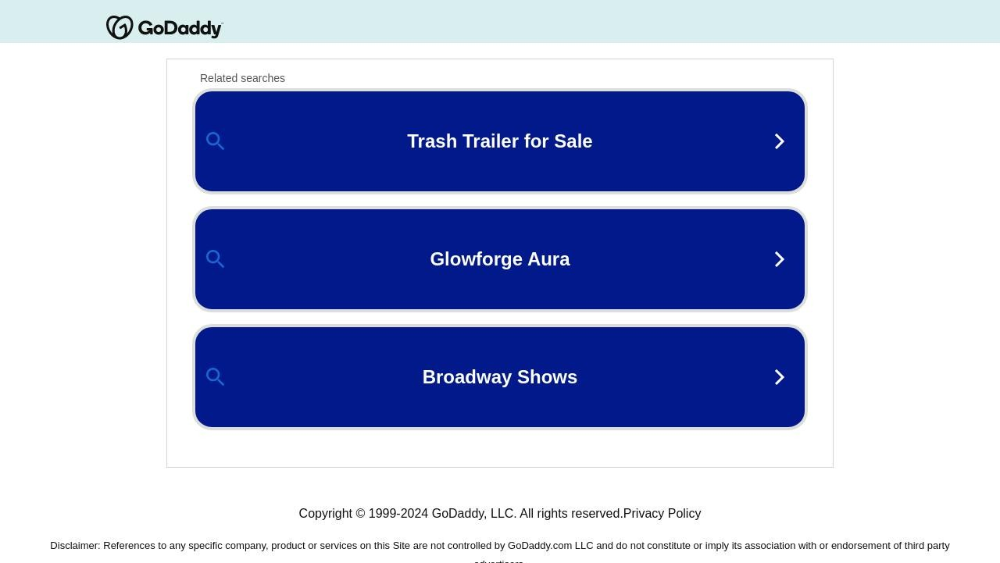 GoDaddy
Related searches
Trash Trailer for Sale
Glowforge Aura
Broadway Shows
Copyright © 1999-2024 GoDaddy, LLC. All rights reserved.Privacy Policy
Disclaimer: References to any specific company, product or services on this Site are not controlled by GoDaddy.com LLC and do not constitute or imply its association with or endorsement of third party